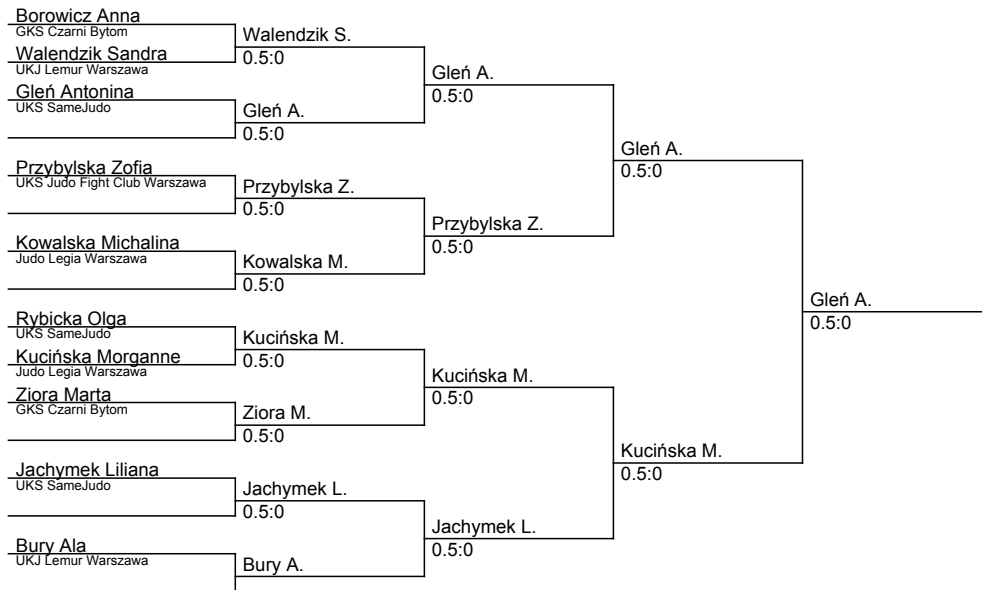 Borowicz Anna
GKS Czarni Bytom
Walendzik Sandra
UKJ Lemur Warszawa
Gleń Antonina
UKS SameJudo
Przybylska Zofia
UKS Judo Fight Club Warszawa
Kowalska Michalina
Judo Legia Warszawa
Rybicka Olga
UKS SameJudo
Kucińska Morganne
Judo Legia Warszawa
Ziora Marta
GKS Czarni Bytom
Jachymek Liliana
UKS SameJudo
Bury Ala
UKJ Lemur Warszawa
Walendzik S.
0.5:0
Gleń A.
0.5:0
Przybylska Z.
0.5:0
Kowalska M.
0.5:0
Kucińska M.
0.5:0
Ziora M.
0.5:0
Jachymek L.
0.5:0
Bury A.
Gleń A.
0.5:0
Przybylska Z.
0.5:0
Kucińska M.
0.5:0
Jachymek L.
0.5:0
Gleń A.
0.5:0
Kucińska M.
0.5:0
Gleń A.
0.5:0